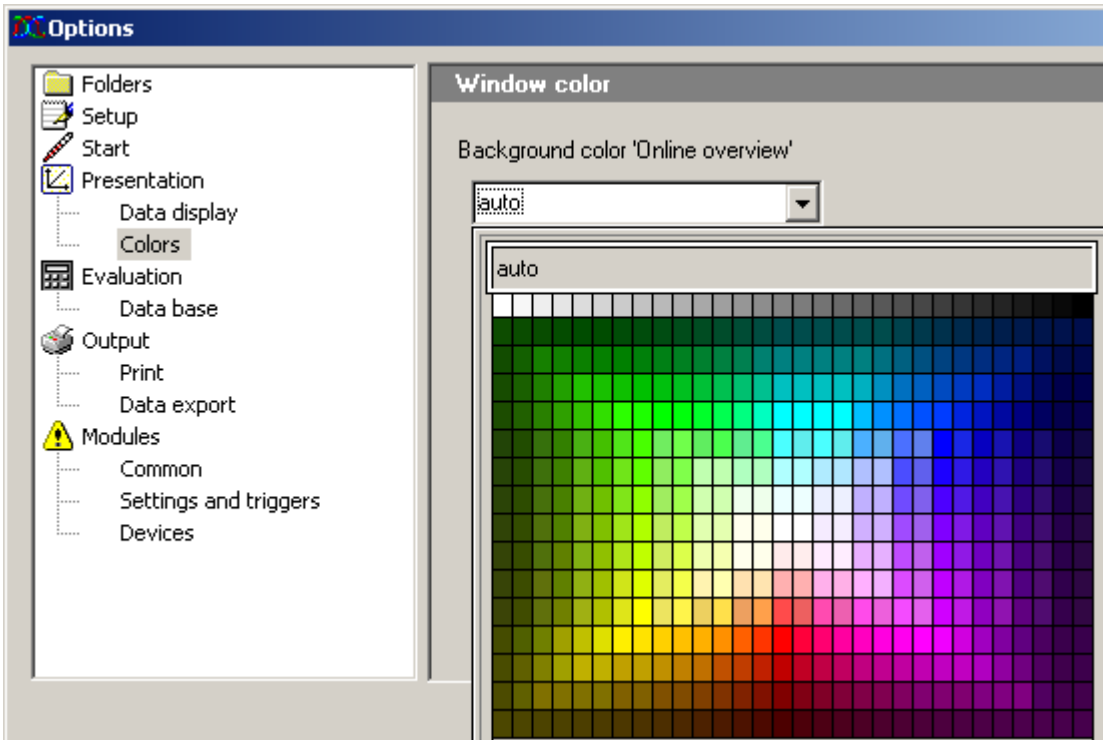 Options
Folders
Setup
Start
Presentation
Data display
Colors
Evaluation
Data base
Output
Print
Data export
Modules
Common
Settings and triggers
Devices
Window color
Background color 'Online overview'
auto
auto